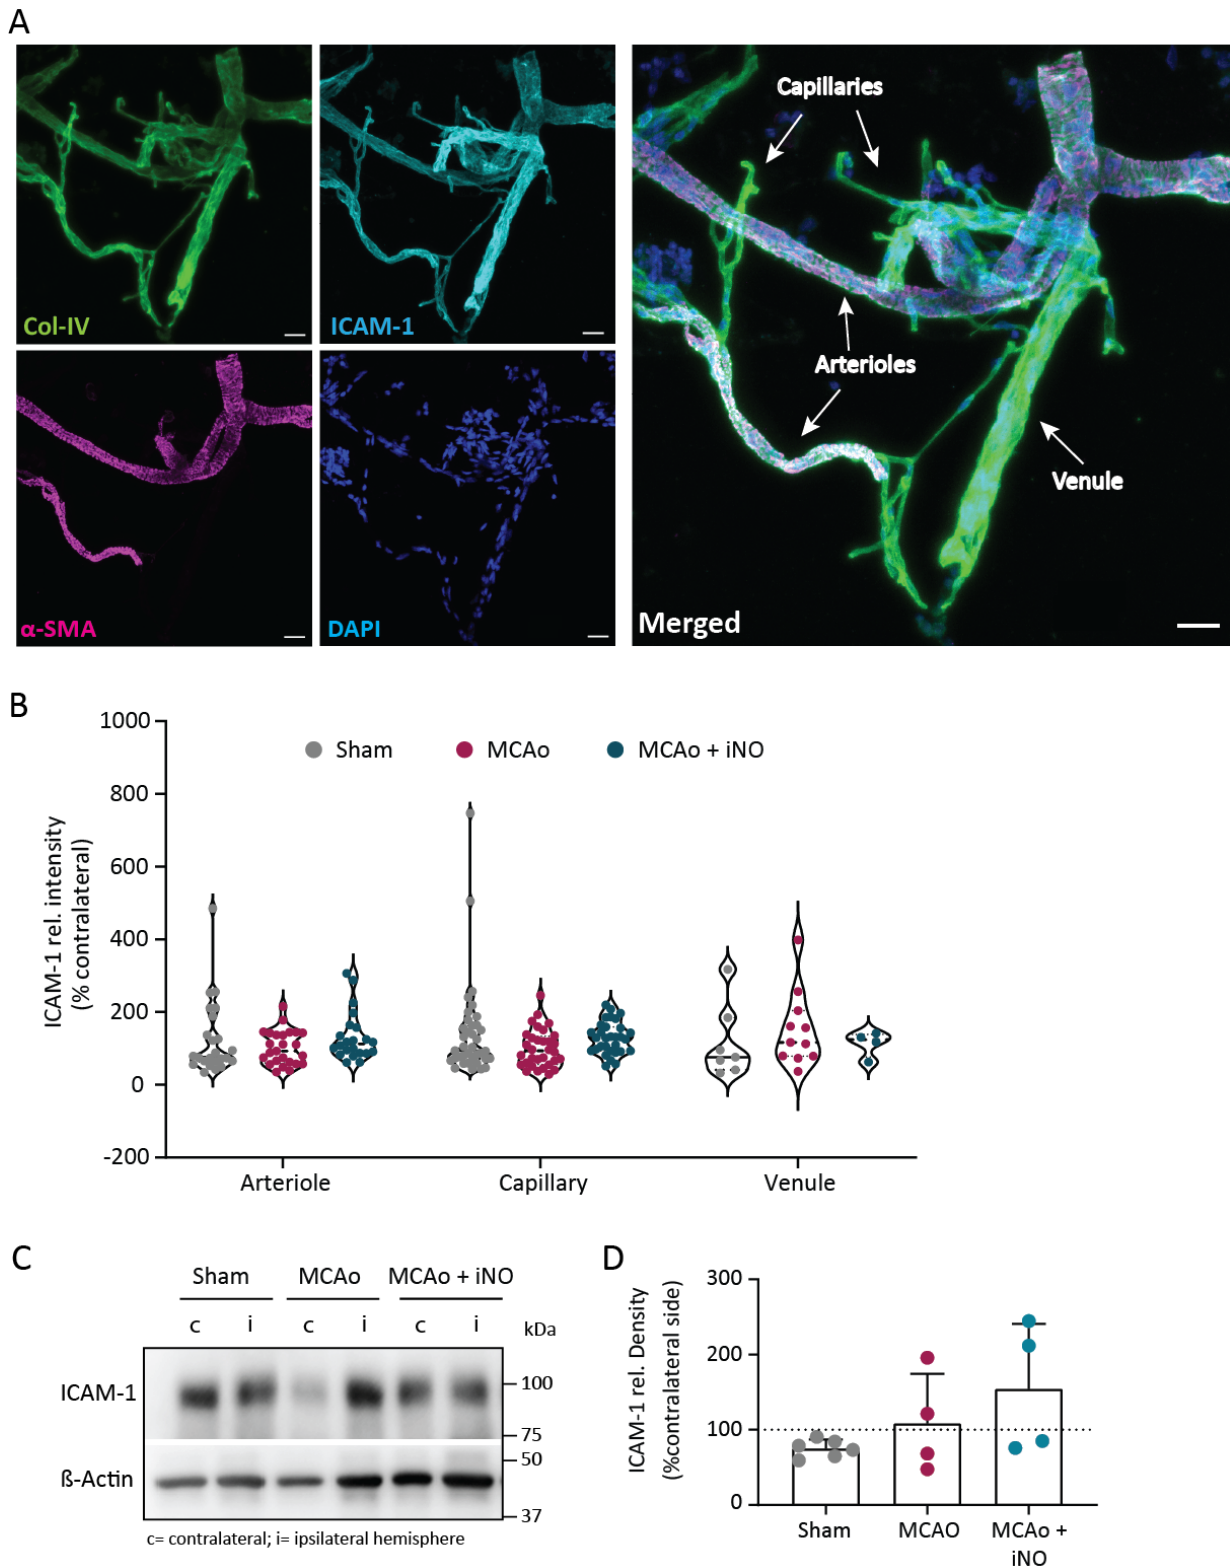 A
Col-IV
ICAM-1
α-SMA
DAPI
Capillaries
Arterioles
Venule
Merged
B
1000
800
600
400
200
0
-200
ICAM-1 rel. intensity
(% contralateral)
Sham
MCAo
MCAo + iNO
Arteriole
Capillary
Venule
C
Sham
MCAo
MCAo + iNO
c i c i c i kDa
ICAM-1
100
75
50
ß-Actin
37
c= contralateral; i= ipsilateral hemisphere
D
ICAM-1 rel. Density
(%contralateral side)
300
200
100
0
Sham
MCAO
MCAo +
iNO